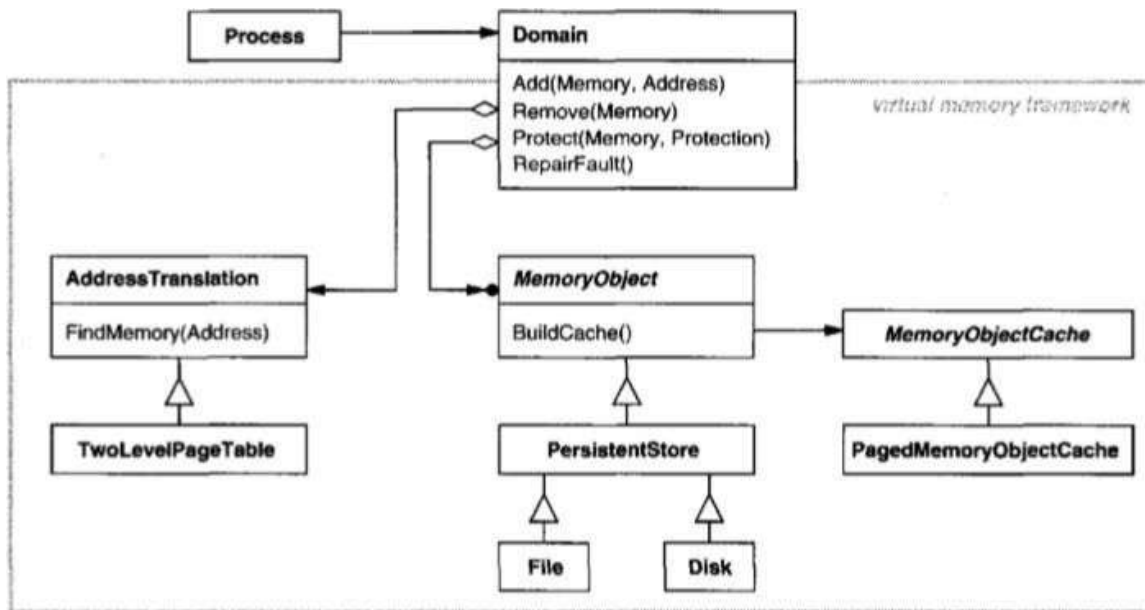 Process
Domain
Add(Memory, Address)
Remove(Memory)
Protect(Memory, Protection)
RepairFault()
virtual memory framework
AddressTranslation
FindMemory(Address)
MemoryObject
BuildCache()
MemoryObjectCache
TwoLevelPageTable
PersistentStore
PagedMemoryObjectCache
File
Disk